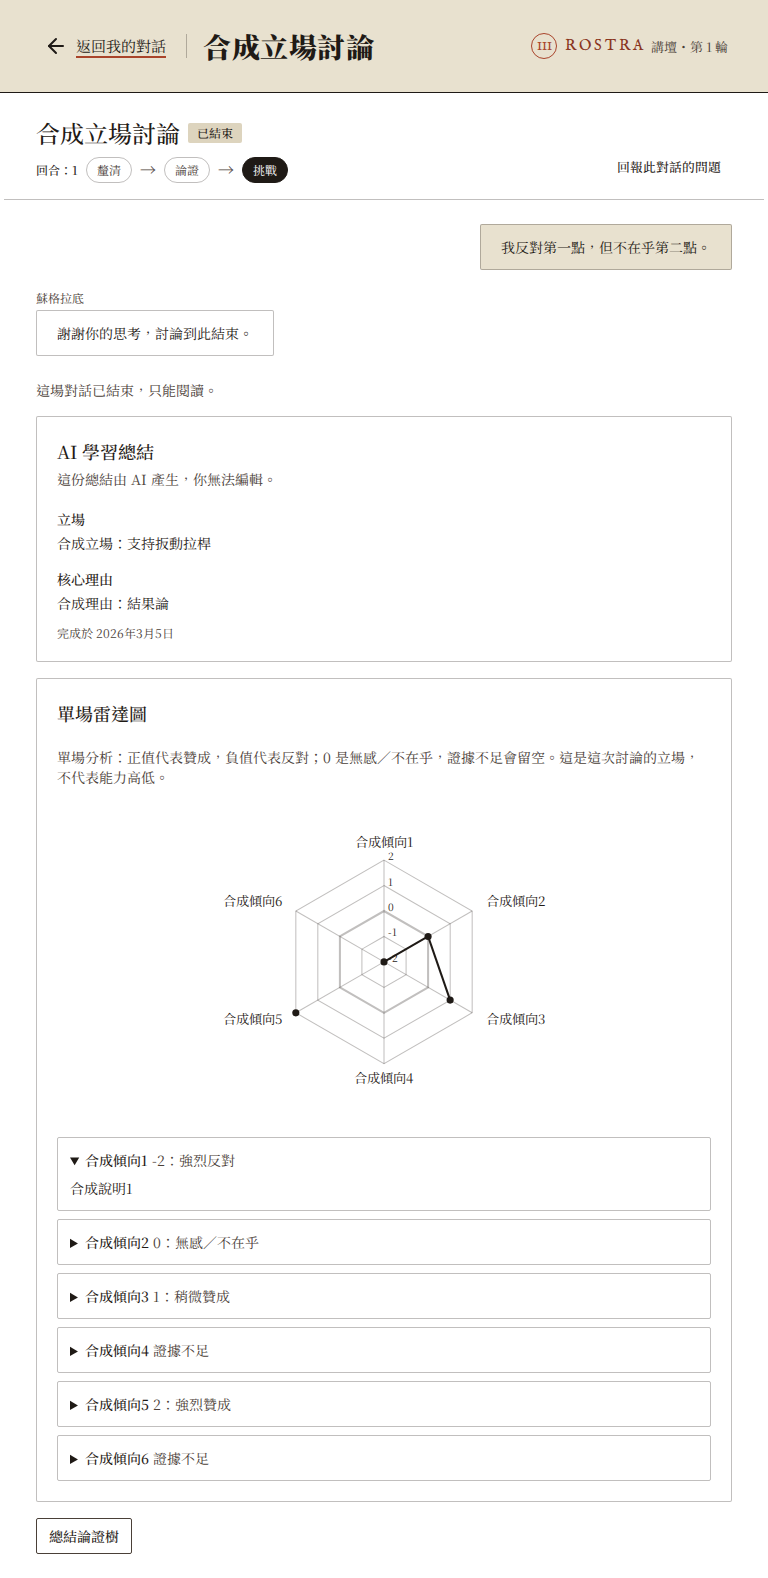 返回我的對話
合成立場討論
III ROSTRA 講壇・第 1 輪
合成立場討論 已結束
回合：1 釐清 → 論證 → 挑戰
回報此對話的問題
我反對第一點，但不在乎第二點。
蘇格拉底
謝謝你的思考，討論到此結束。
這場對話已結束，只能閱讀。
AI 學習總結
這份總結由 AI 產生，你無法編輯。
立場
合成立場：支持扳動拉桿
核心理由
合成理由：結果論
完成於 2026年3月5日
單場雷達圖
單場分析：正值代表贊成，負值代表反對；0 是無感／不在乎，證據不足會留空。這是這次討論的立場，
不代表能力高低。
合成傾向1
2
1
合成傾向6
合成傾向2
0
-1
-2
合成傾向5
合成傾向3
合成傾向4
合成傾向1 -2：強烈反對
合成說明1
合成傾向2 0：無感／不在乎
合成傾向3 1：稍微贊成
合成傾向4 證據不足
合成傾向5 2：強烈贊成
合成傾向6 證據不足
總結論證樹